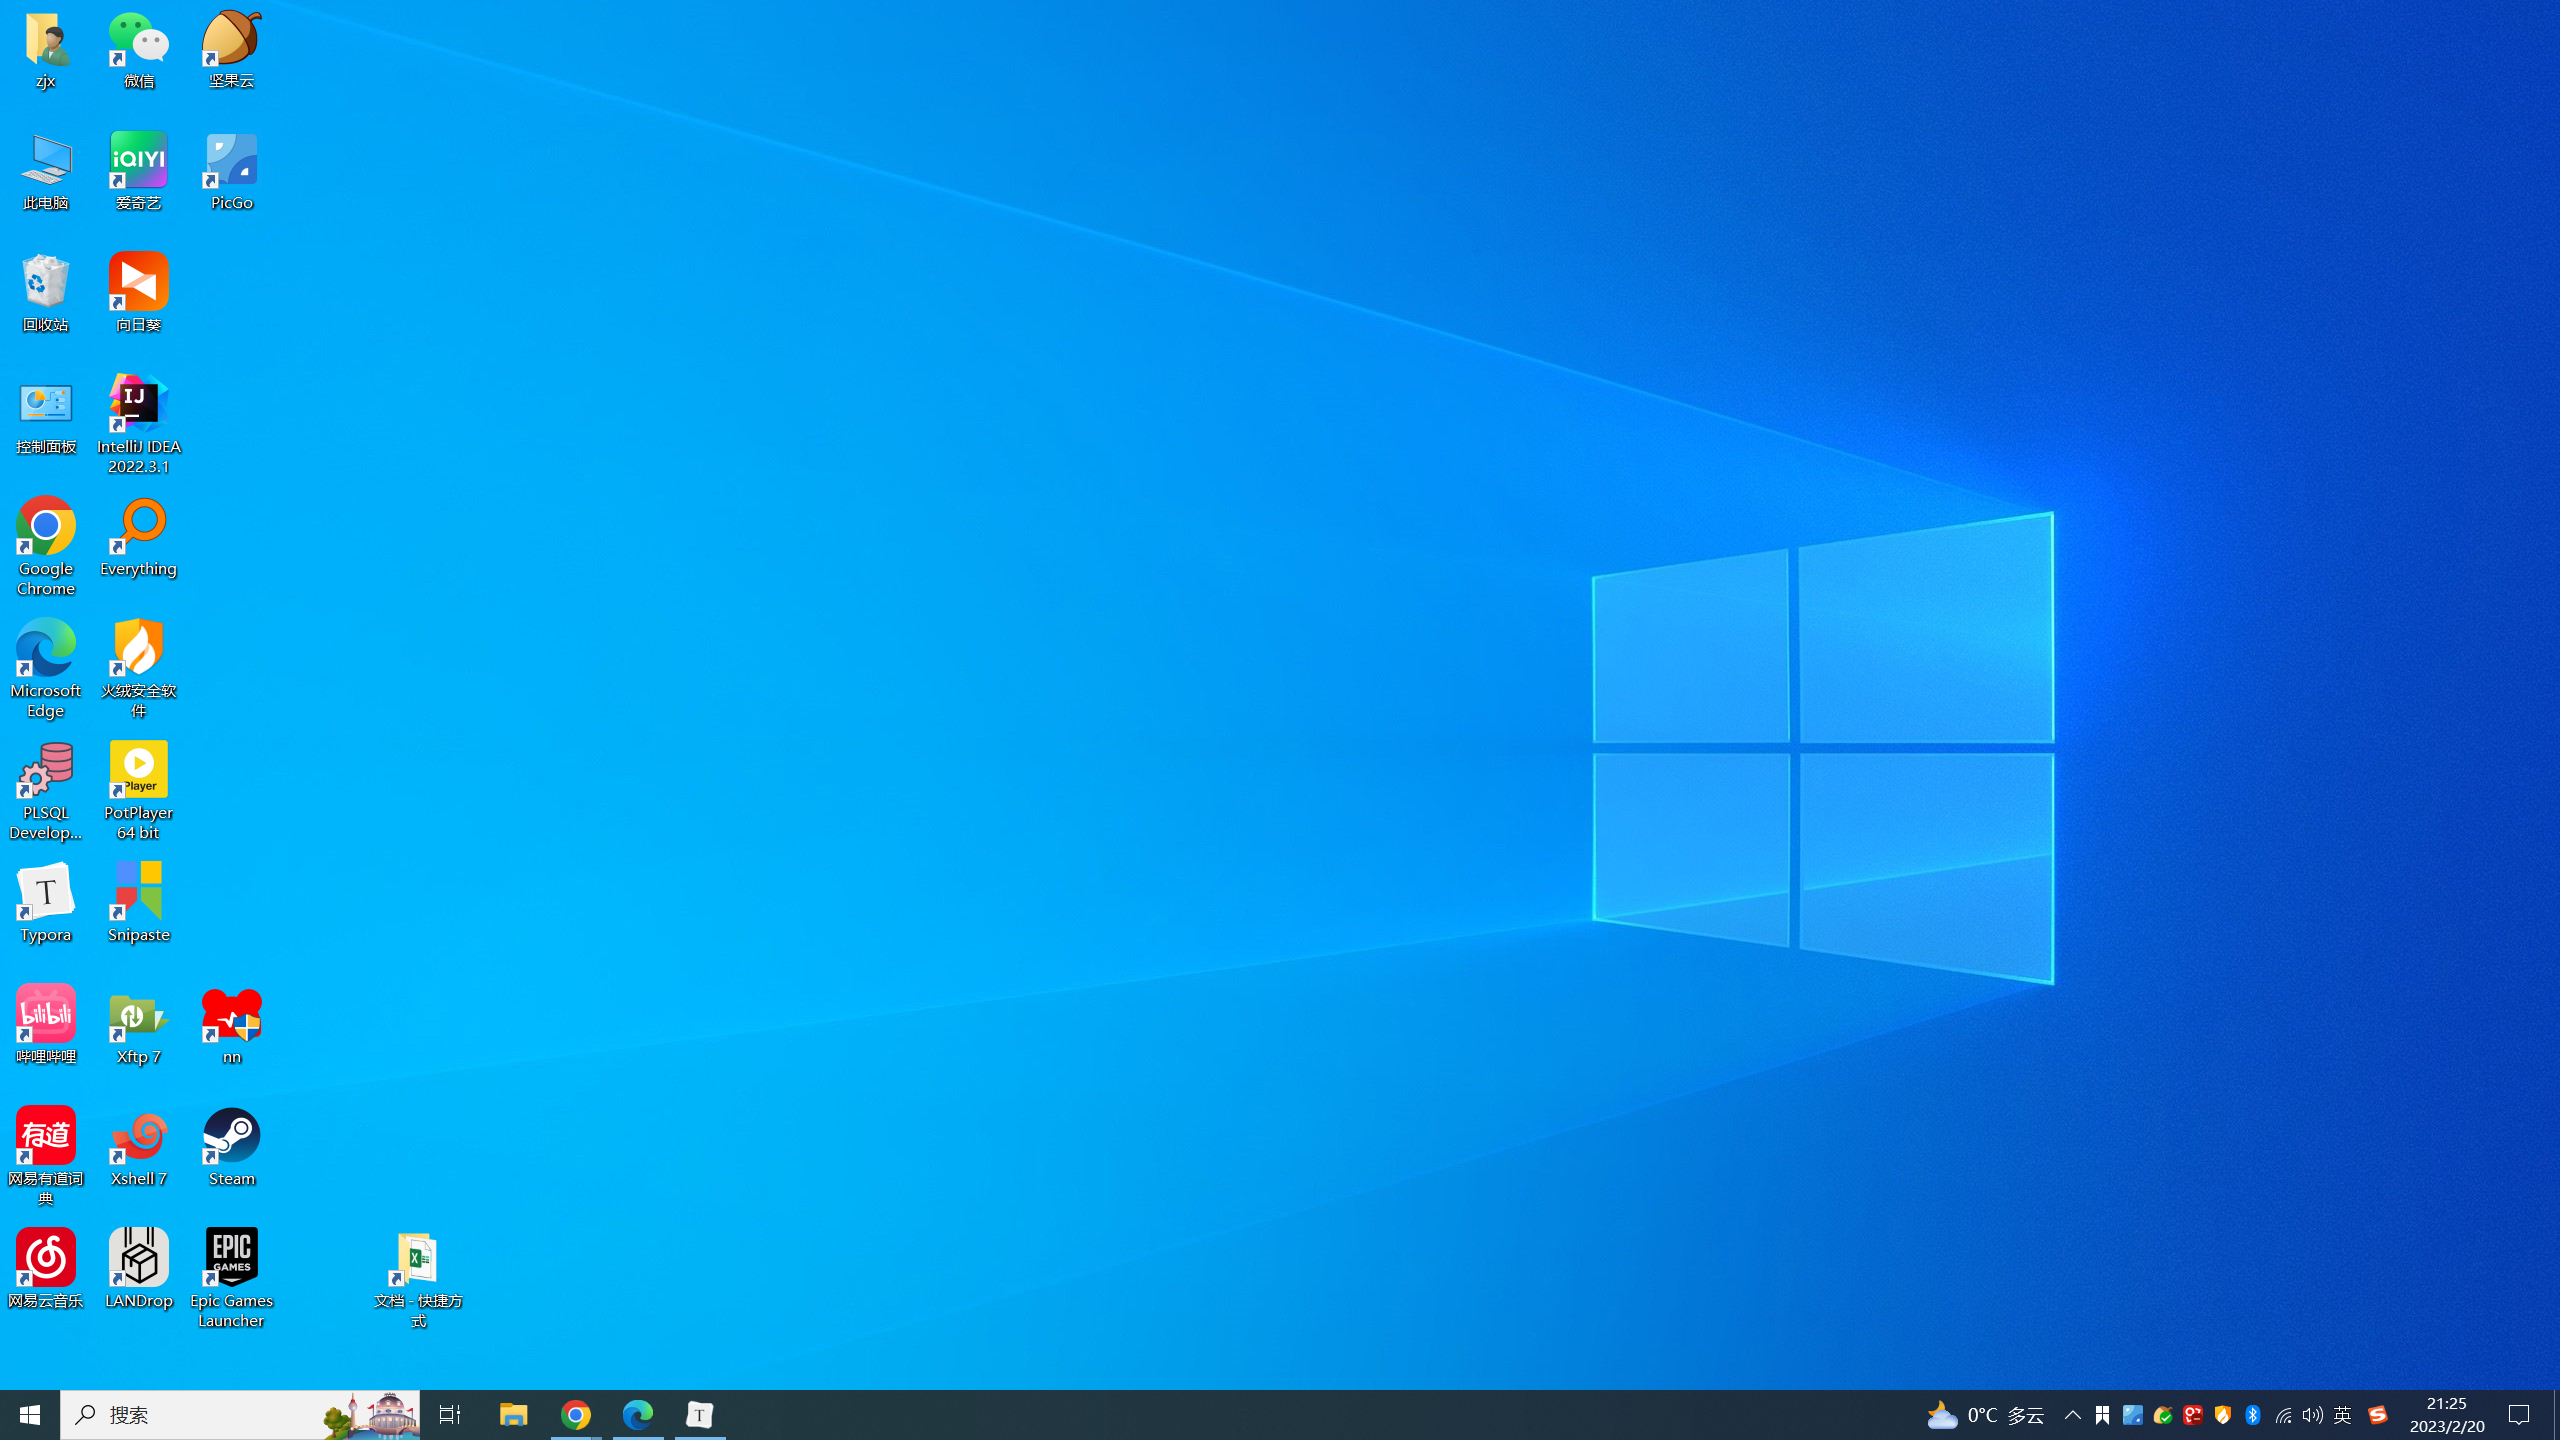 zjx
微信
坚果云
此电脑
iQIYI
爱奇艺
PicGo
回收站
向日葵
控制面板
IJ
IntelliJ IDEA
2022.3.1
Google
Chrome
Everything
Microsoft
Edge
火绒安全软
件
PLSQL
Develop...
Player
PotPlayer
64 bit
T
Typora
Snipaste
bilibili
哔哩哔哩
Xftp 7
nn
有道
网易有道词
典
Xshell 7
Steam
网易云音乐
LANDrop
EPIC
GAMES
Epic Games
Launcher
X
文档 - 快捷方
式
搜索
T
0°C 多云
英
S
21:25
2023/2/20